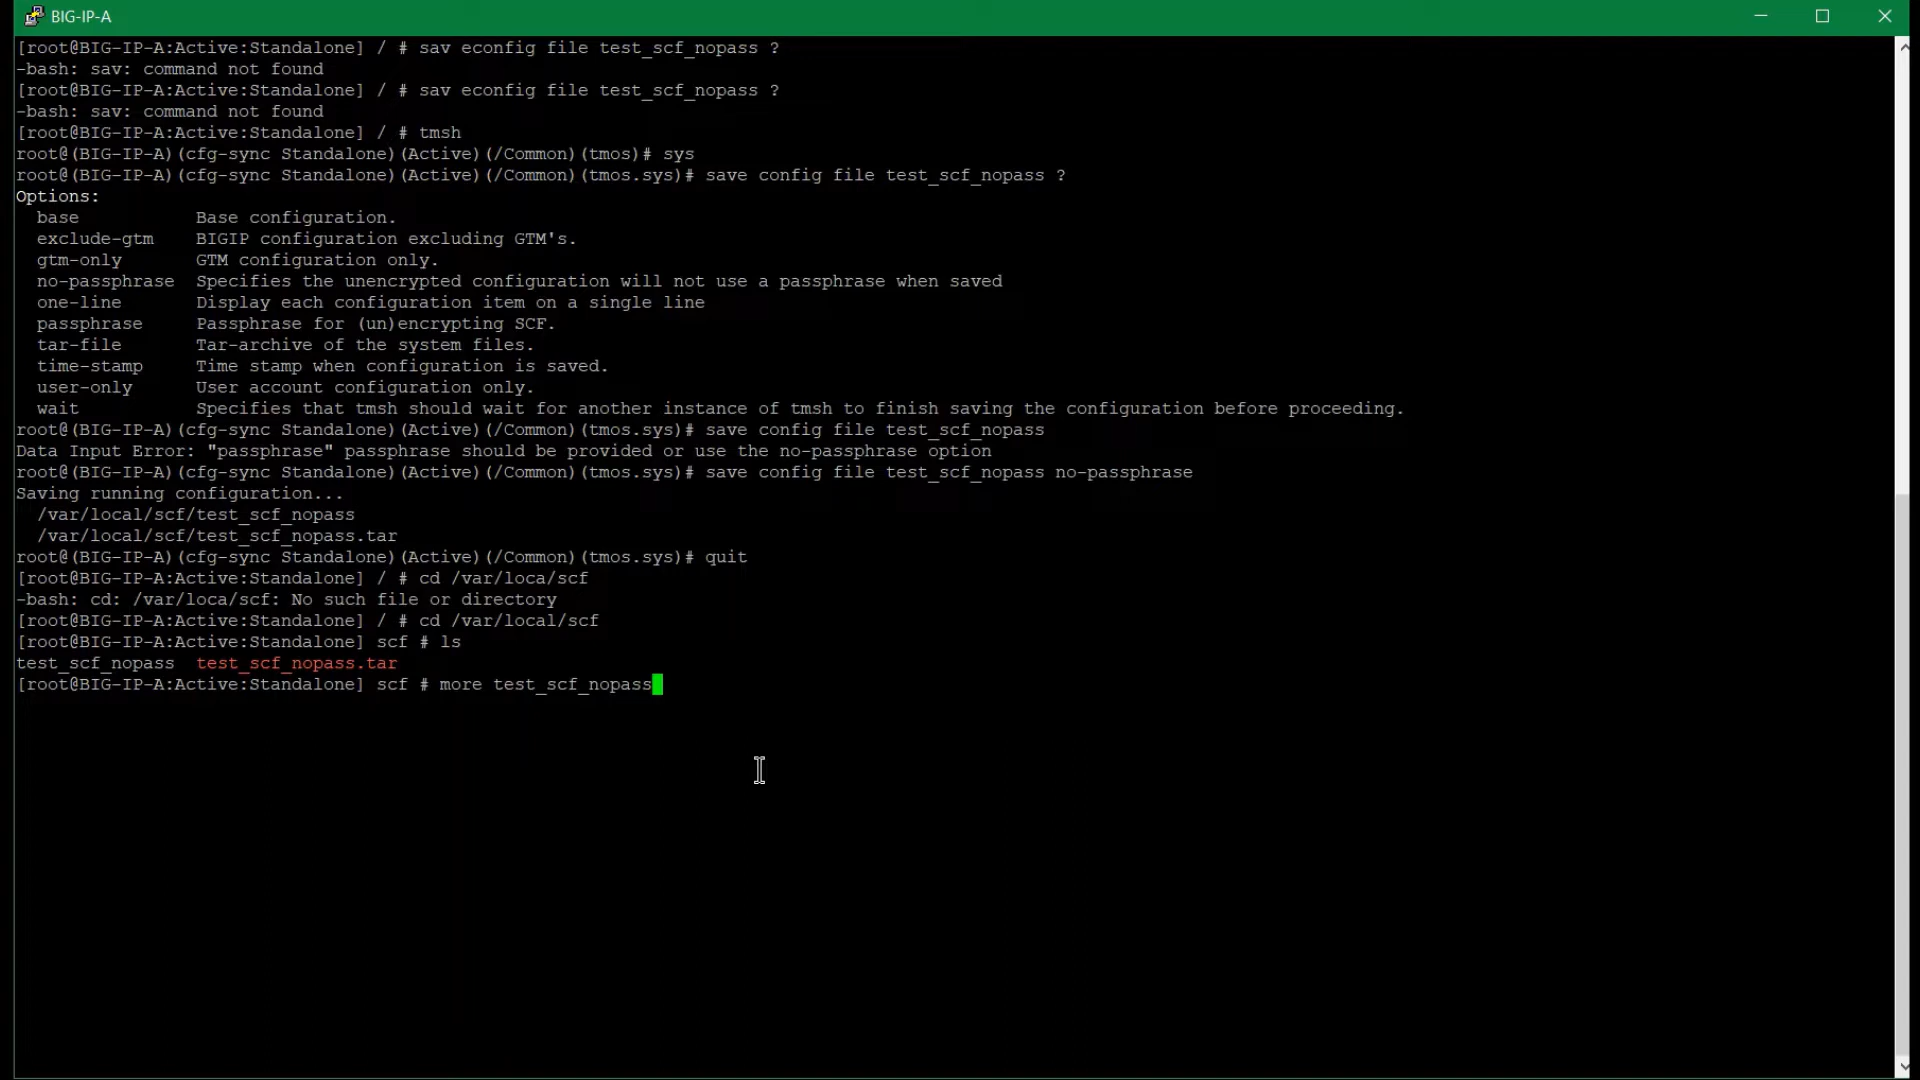 BIG-IP-A
[root@BIG-IP-A:Active:Standalone] / # sav econfig file test_scf_nopass ?
-bash: sav: command not found
[root@BIG-IP-A:Active:Standalone] / # sav econfig file test_scf_nopass ?
-bash: sav: command not found
[root@BIG-IP-A:Active:Standalone] / # tmsh
root@(BIG-IP-A)(cfg-sync Standalone)(Active)(/Common)(tmos)# sys
root@(BIG-IP-A)(cfg-sync Standalone)(Active)(/Common)(tmos.sys)# save config file test_scf_nopass ?
Options:
  base           Base configuration.
  exclude-gtm    BIGIP configuration excluding GTM's.
  gtm-only       GTM configuration only.
  no-passphrase  Specifies the unencrypted configuration will not use a passphrase when saved
  one-line       Display each configuration item on a single line
  passphrase     Passphrase for (un)encrypting SCF.
  tar-file       Tar-archive of the system files.
  time-stamp     Time stamp when configuration is saved.
  user-only      User account configuration only.
  wait           Specifies that tmsh should wait for another instance of tmsh to finish saving the configuration before proceeding.
root@(BIG-IP-A)(cfg-sync Standalone)(Active)(/Common)(tmos.sys)# save config file test_scf_nopass
Data Input Error: "passphrase" passphrase should be provided or use the no-passphrase option
root@(BIG-IP-A)(cfg-sync Standalone)(Active)(/Common)(tmos.sys)# save config file test_scf_nopass no-passphrase
Saving running configuration...
  /var/local/scf/test_scf_nopass
  /var/local/scf/test_scf_nopass.tar
root@(BIG-IP-A)(cfg-sync Standalone)(Active)(/Common)(tmos.sys)# quit
[root@BIG-IP-A:Active:Standalone] / # cd /var/loca/scf
-bash: cd: /var/loca/scf: No such file or directory
[root@BIG-IP-A:Active:Standalone] / # cd /var/local/scf
[root@BIG-IP-A:Active:Standalone] scf # ls
test_scf_nopass  test_scf_nopass.tar
[root@BIG-IP-A:Active:Standalone] scf # more test_scf_nopass